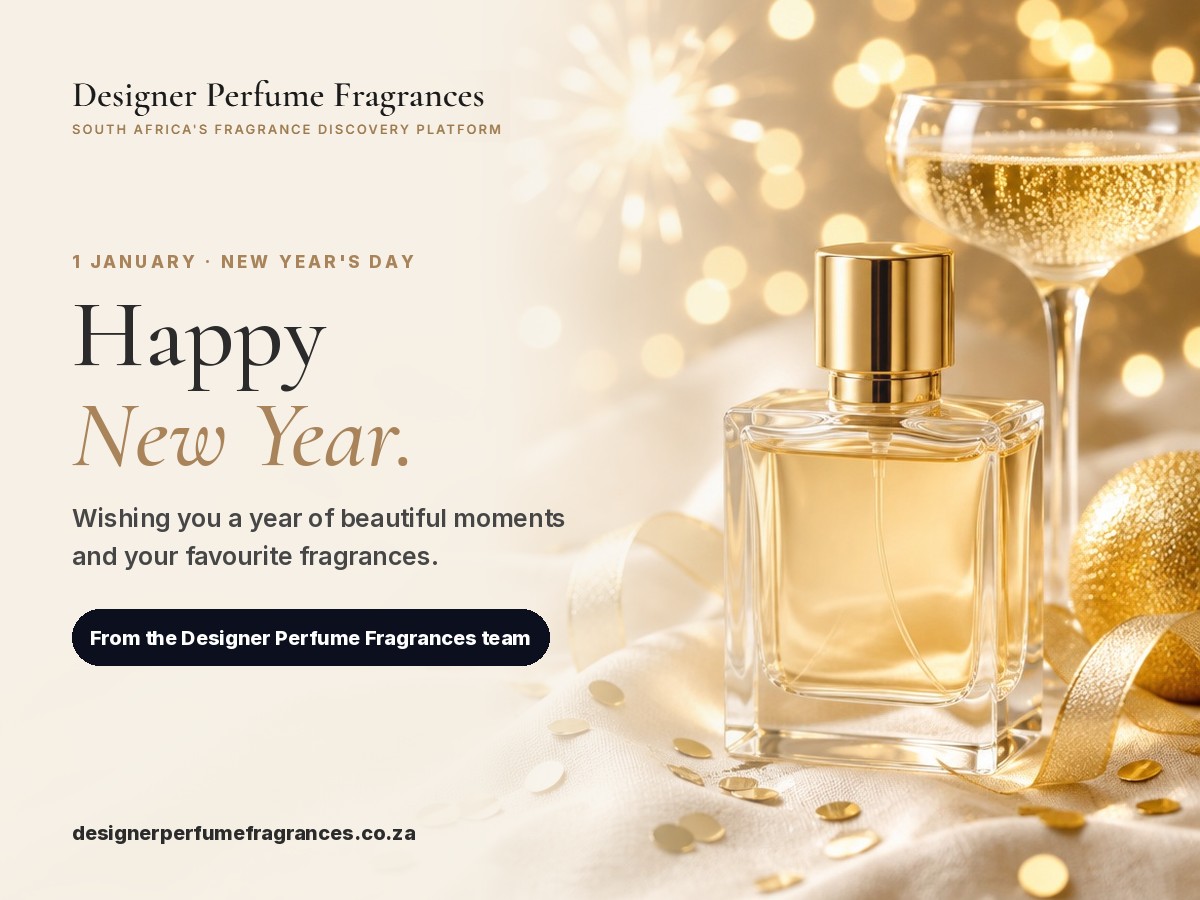 Designer Perfume Fragrances
SOUTH AFRICA'S FRAGRANCE DISCOVERY PLATFORM
1 JANUARY · NEW YEAR'S DAY
Happy
New Year.
Wishing you a year of beautiful moments
and your favourite fragrances.
From the Designer Perfume Fragrances team
designerperfumefragrances.co.za